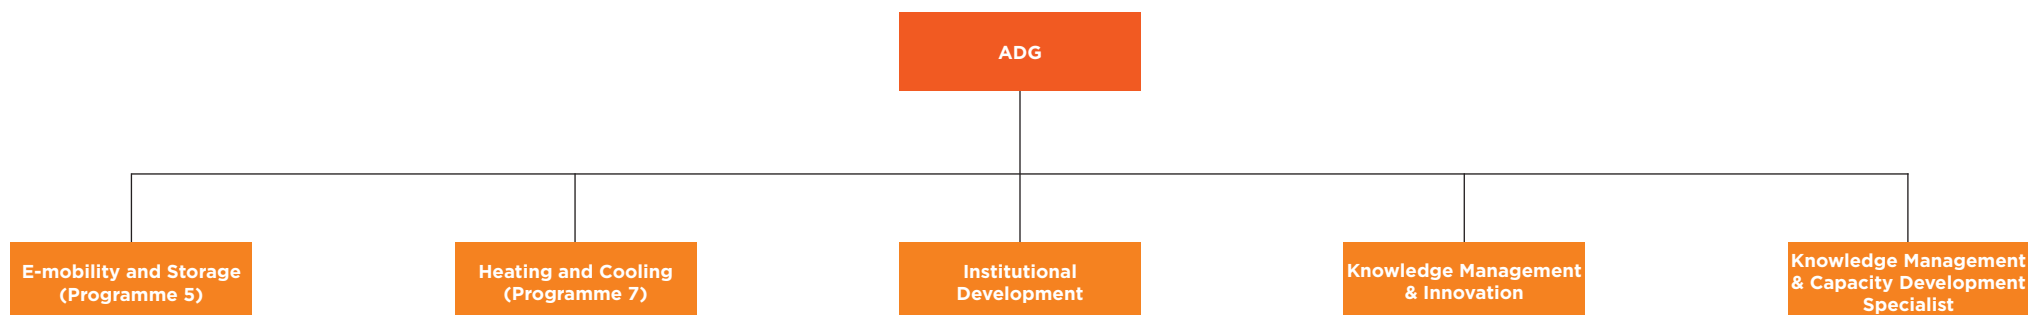 ADG
E-mobility and Storage
(Programme 5)
Heating and Cooling
(Programme 7)
Institutional
Development
Knowledge Management
& Innovation
Knowledge Management
& Capacity Development
Specialist